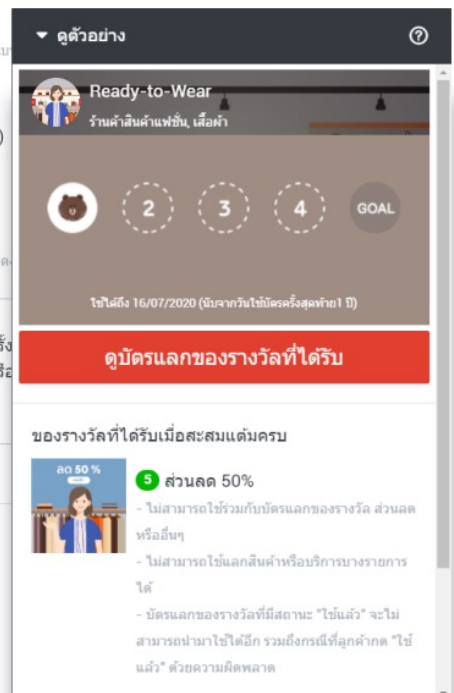 ดูตัวอย่าง
Ready-to-Wear
ร้านค้าสินค้าแฟชั่น, เสื้อผ้า
2 3 4 GOAL
ใช้ได้ถึง 16/07/2020 (นับจากวันใช้บัตรครั้งสุดท้าย1 ปี)
ดูบัตรแลกของรางวัลที่ได้รับ
ของรางวัลที่ได้รับเมื่อสะสมแต้มครบ
ลด 50 %
5 ส่วนลด 50%
- ไม่สามารถใช้ร่วมกับบัตรแลกของรางวัล ส่วนลด
หรืออื่นๆ
- ไม่สามารถใช้แลกสินค้าหรือบริการบางรายการ
ได้
- บัตรแลกของรางวัลที่มีสถานะ "ใช้แล้ว" จะไม่
สามารถนำมาใช้ได้อีก รวมถึงกรณีที่ลูกค้ากด "ใช้
แล้ว" ด้วยความผิดพลาด